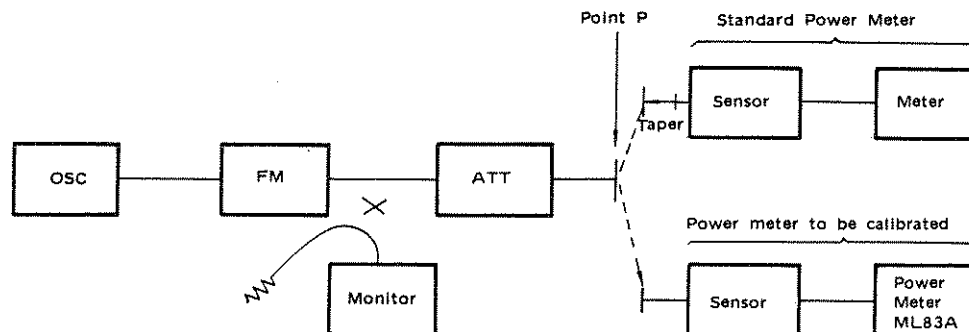 Point P
Standard Power Meter
Sensor
Meter
Taper
OSC
FM
ATT
Power meter to be calibrated
Monitor
Sensor
Power
Meter
ML83A